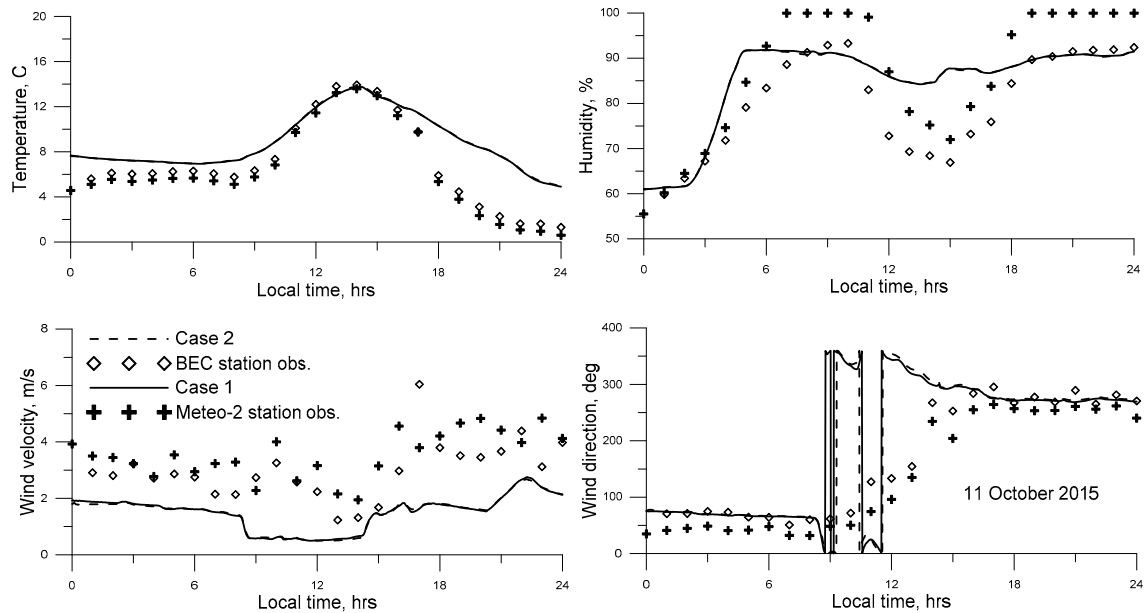 20
16
12
8
4
0
Temperature, C
0 6 12 18 24
Local time, hrs
100
90
80
70
60
50
Humidity, %
0 6 12 18 24
Local time, hrs
8
6
4
2
0
Wind velocity, m/s
Case 2
BEC station obs.
Case 1
Meteo-2 station obs.
0 6 12 18 24
Local time, hrs
400
300
200
100
0
Wind direction, deg
11 October 2015
0 6 12 18 24
Local time, hrs